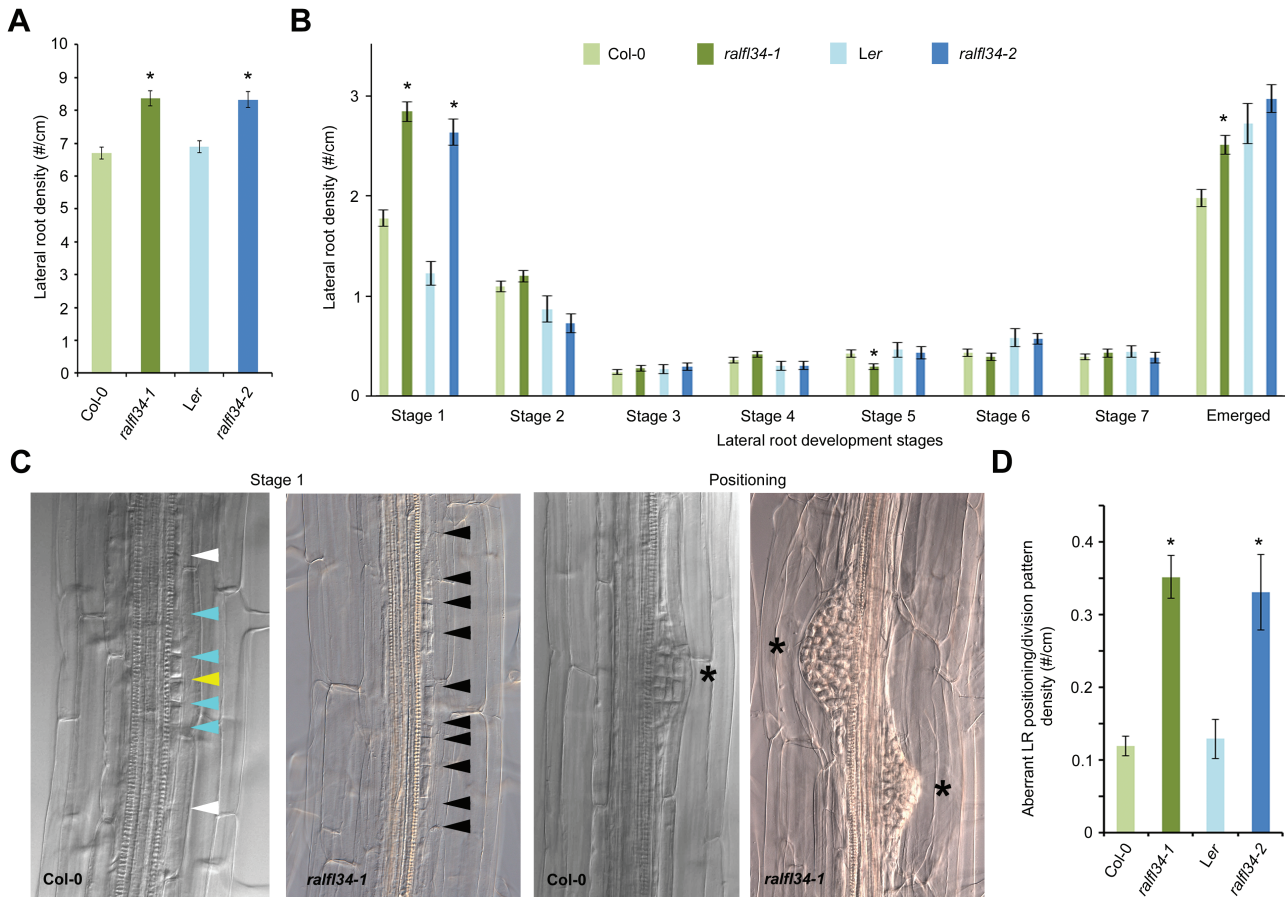 A
Lateral root density (#/cm)
10
9
8
7
6
5
4
3
2
1
0
*
*
Col-0
ralfl34-1
Ler
ralfl34-2
B
Col-0
ralfl34-1
Ler
ralfl34-2
Lateral root density (#/cm)
3
2
1
0
*
*
*
*
Stage 1
Stage 2
Stage 3
Stage 4
Stage 5
Stage 6
Stage 7
Emerged
Lateral root development stages
C
Stage 1
Positioning
Col-0
ralfl34-1
*
Col-0
*
*
ralfl34-1
D
Aberrant LR positioning/division pattern
density (#/cm)
0.4
0.3
0.2
0.1
0
*
*
Col-0
ralfl34-1
Ler
ralfl34-2